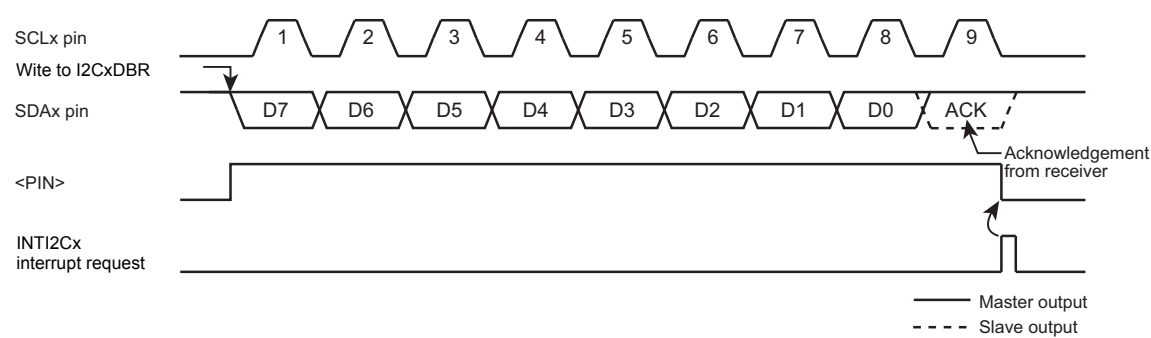 SCLx pin
1 2 3 4 5 6 7 8 9
Wite to I2CxDBR
SDAx pin
D7 D6 D5 D4 D3 D2 D1 D0 ACK
Acknowledgement
from receiver
<PIN>
INTI2Cx
interrupt request
Master output
Slave output